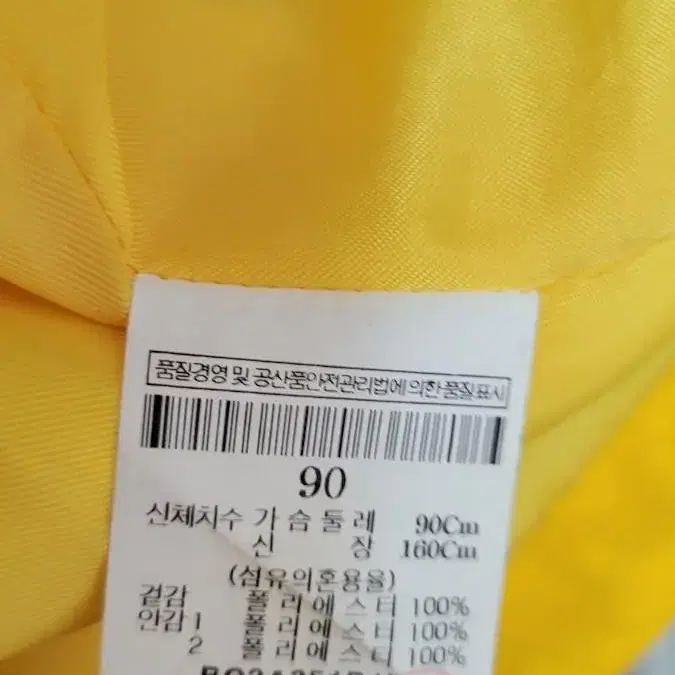 품질경영 및 공산품안전관리법에 의한 품질표시
90
신체치수 가슴둘레 90Cm
신 장 160Cm
(섬유의혼용율)
겉감 폴리에스터 100%
안감 1 폴리에스터 100%
2 폴리에스터 100%